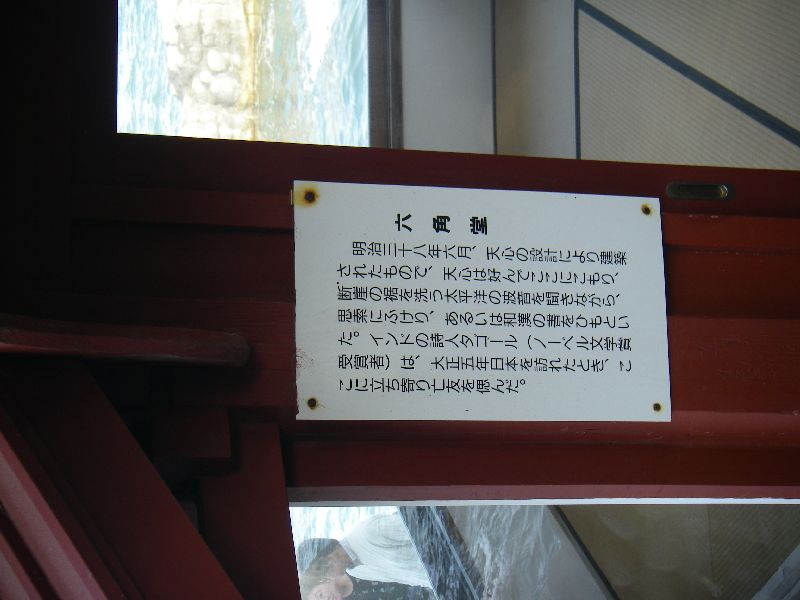 六角堂
明治三十八年六月、天心の設計により建築
されたもので、天心は好んでここにこもり、
断崖の裾を洗う太平洋の波音を聞きながら、
思索にふけり、あるいは和漢の書をひもとい
た。インドの詩人タゴール（ノーベル文学賞
受賞者）は、大正五年日本を訪れたとき、こ
こに立ち寄り亡友を偲んだ。